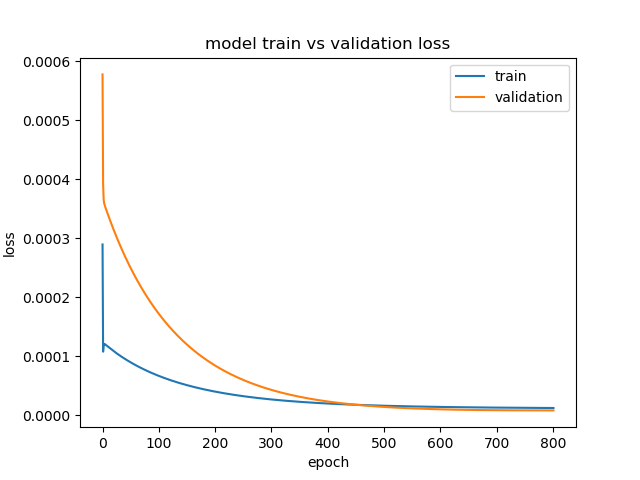 model train vs validation loss
train
validation
loss
0.0006
0.0005
0.0004
0.0003
0.0002
0.0001
0.0000
0 100 200 300 400 500 600 700 800
epoch